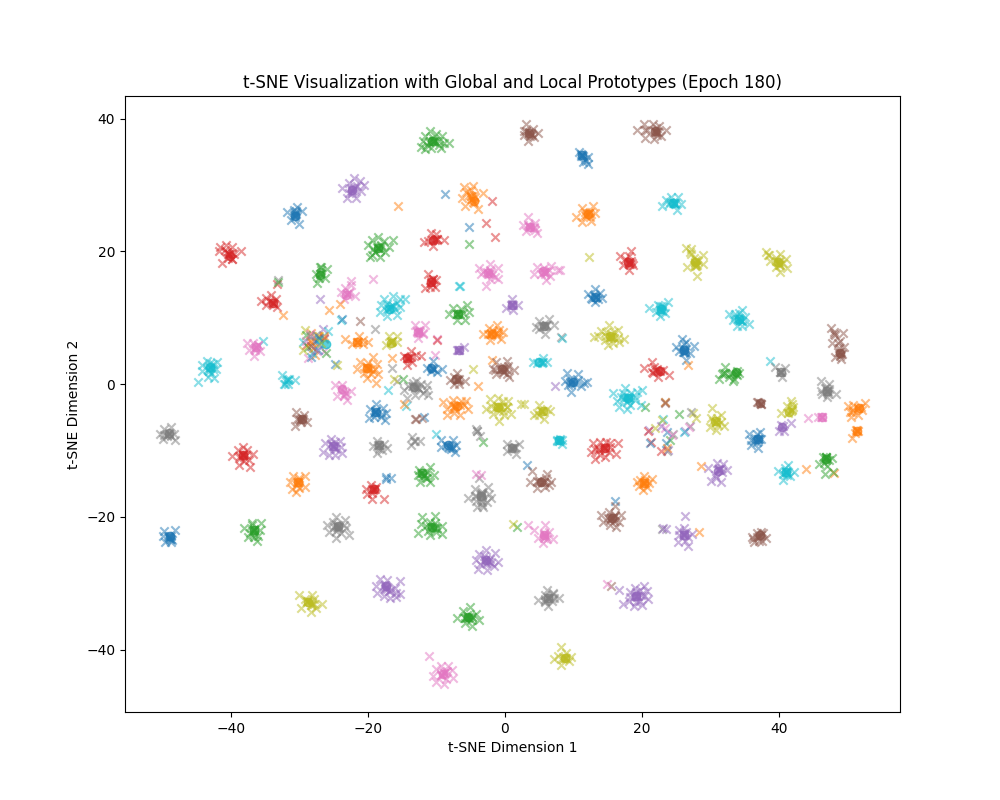 t-SNE Visualization with Global and Local Prototypes (Epoch 180)
40
20
0
−20
−40
t-SNE Dimension 2
−40 −20 0 20 40
t-SNE Dimension 1